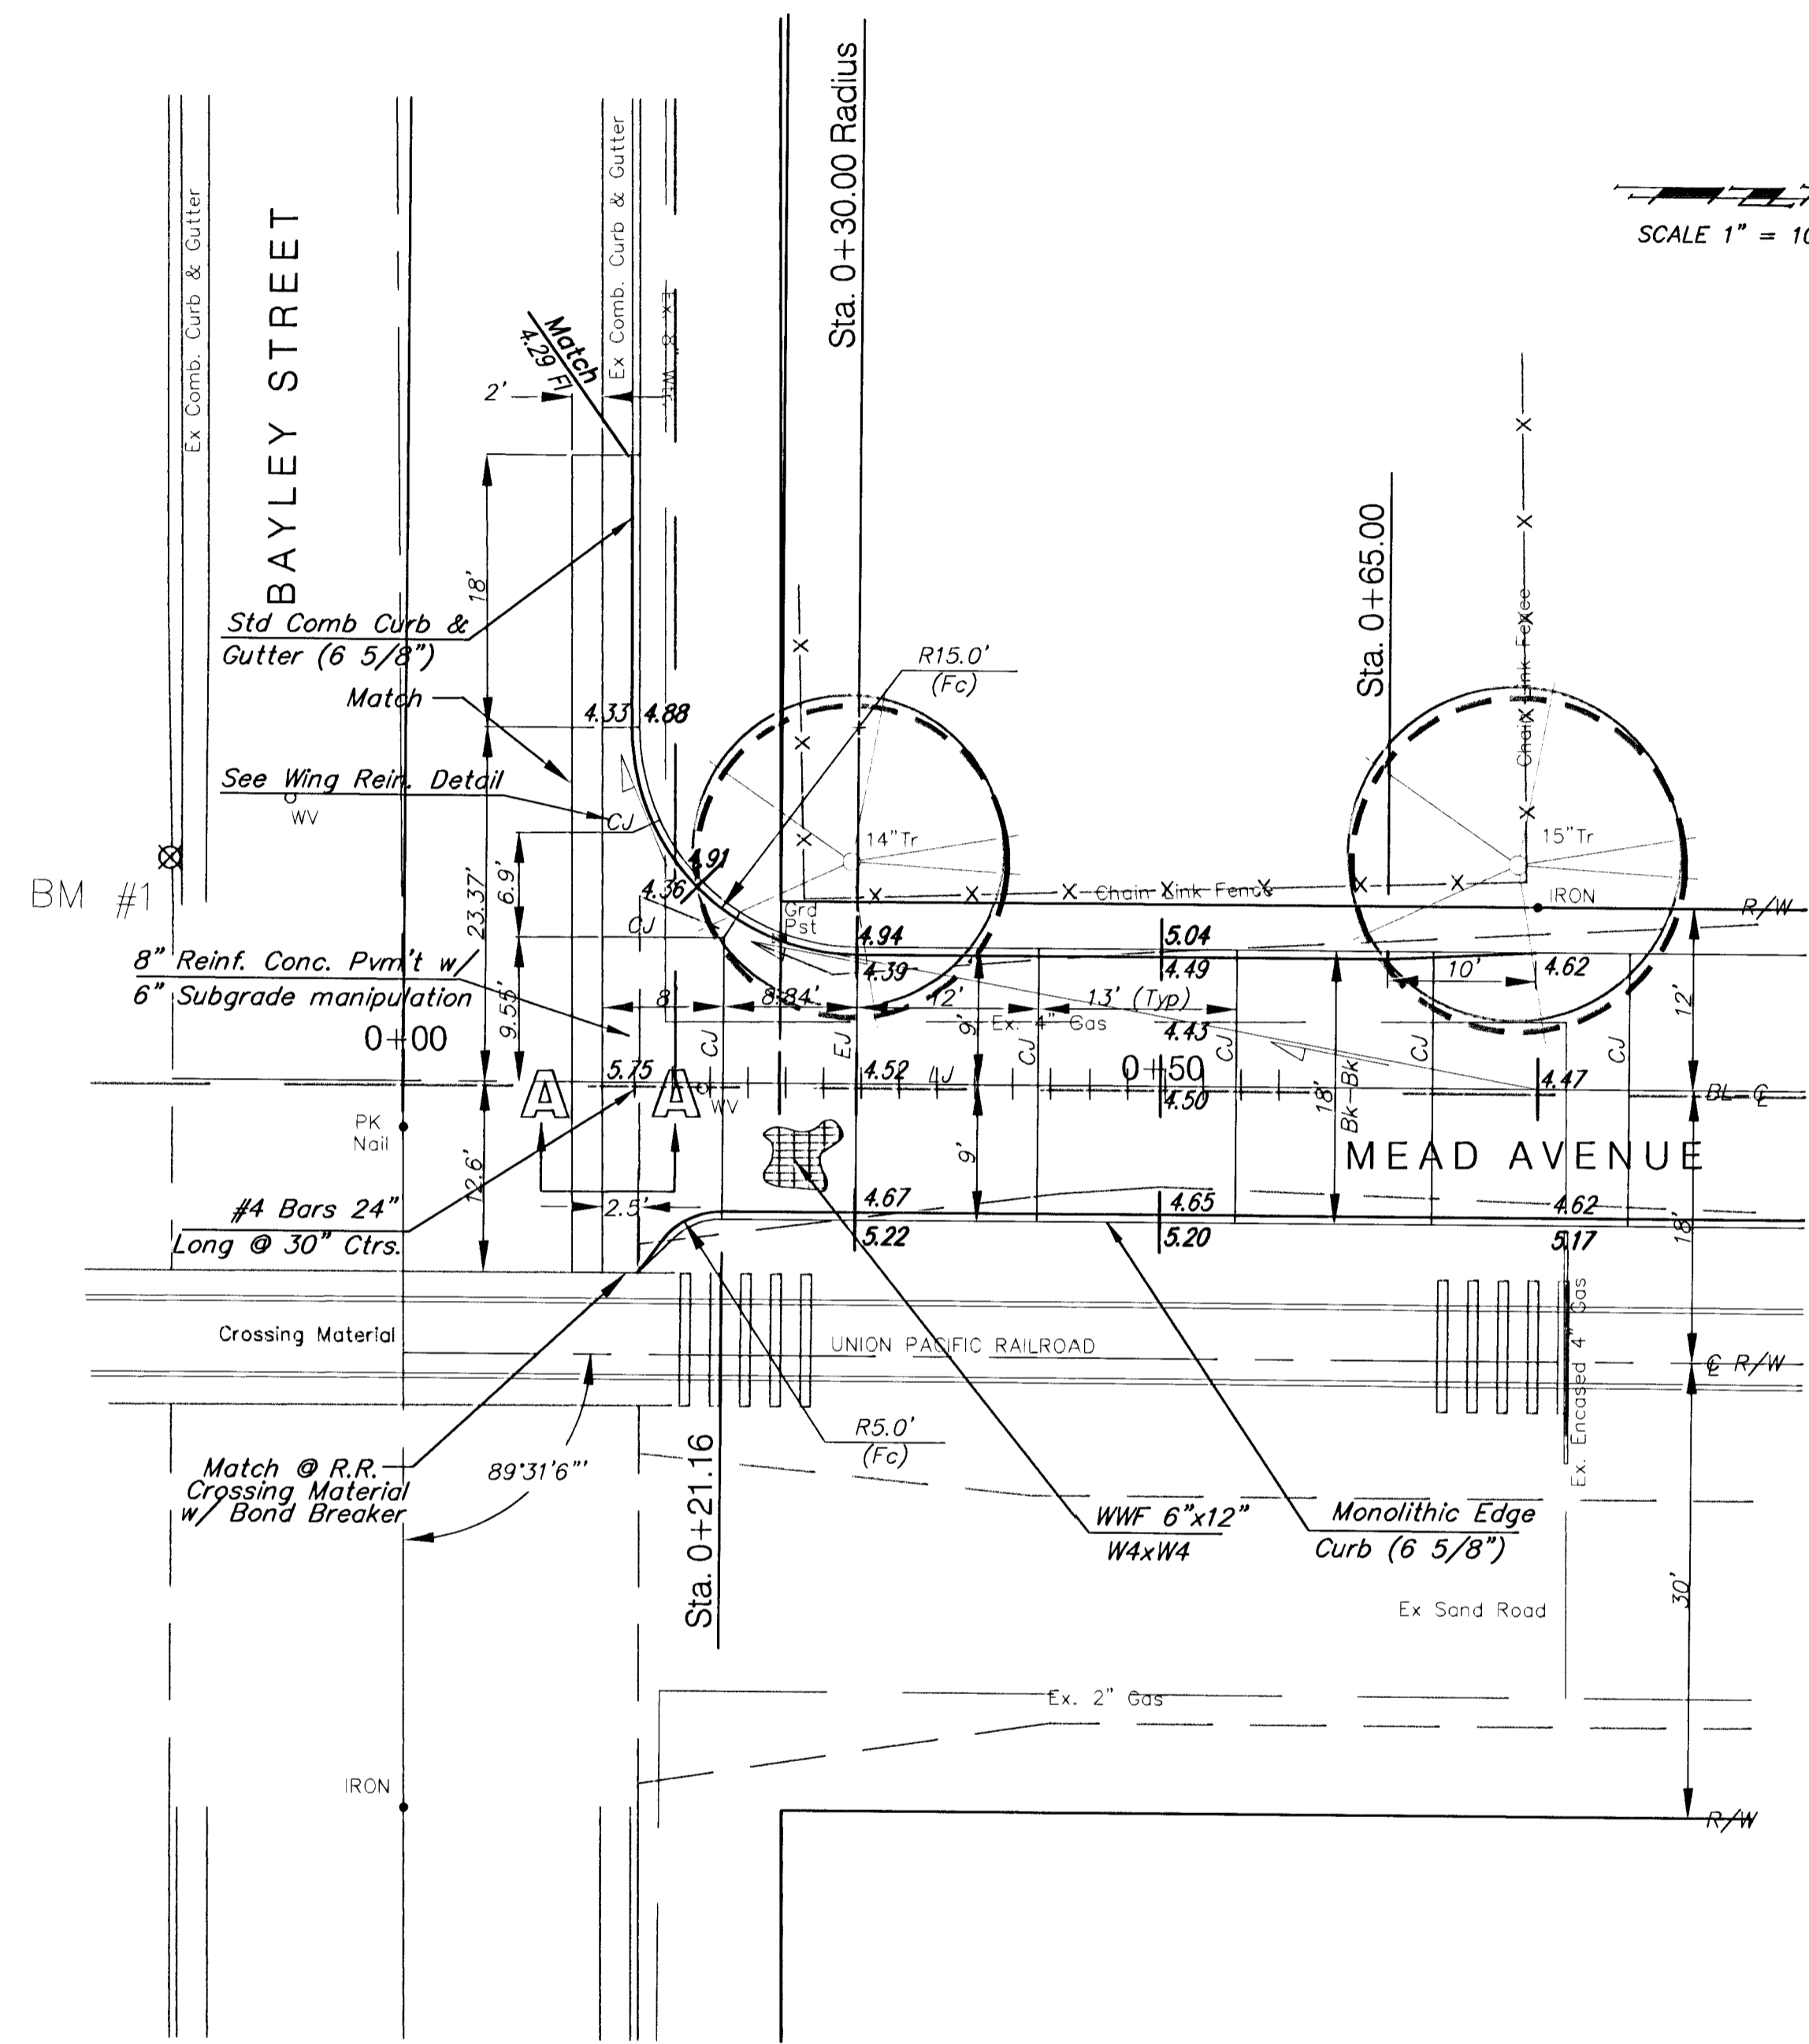 Sta. 0+30.00 Radius
Ex Comb. Curb & Gutter
BAYLEY STREET
Ex Comb. Curb & Gutter
SCALE 1" = 10
Match
4.29 Fl
2'
Sta. 0+65.00
18'
Std Comb Curb &
Gutter (6 5/8")
Chain Link Fence
R15.0'
(Fc)
Match
4.33 4.88
See Wing Rein. Detail
WV
CJ
14"Tr
15"Tr
BM #1
23.37'
6.9'
4.91
4.36
Chain Link Fence
IRON
R/W
CJ
Grd
Pst
4.94
5.04
8" Reinf. Conc. Pvm't w/
6" Subgrade manipulation
9.55'
4.39
4.49
10'
4.62
12'
8'
8.84'
12'
13' (Typ)
Ex. 4" Gas
9'
4.43
0+00
CJ
EJ
CJ
CJ
CJ
CJ
5.75
4.52
LJ
0+50
4.47
A A
WV
4.50
18'
Bk-Bk
BL-CL
PK
Nail
12.6'
9'
MEAD AVENUE
#4 Bars 24"
Long @ 30" Ctrs.
2.5'
4.67
4.65
4.62
5.22
5.20
5.17
18'
Crossing Material
UNION PACIFIC RAILROAD
Ex. Encased 4" Gas
CL R/W
R5.0'
(Fc)
Match @ R.R.
Crossing Material
w/ Bond Breaker
89°31'6"'
Sta. 0+21.16
WWF 6"x12"
W4xW4
Monolithic Edge
Curb (6 5/8")
30'
Ex Sand Road
Ex. 2" Gas
IRON
R/W